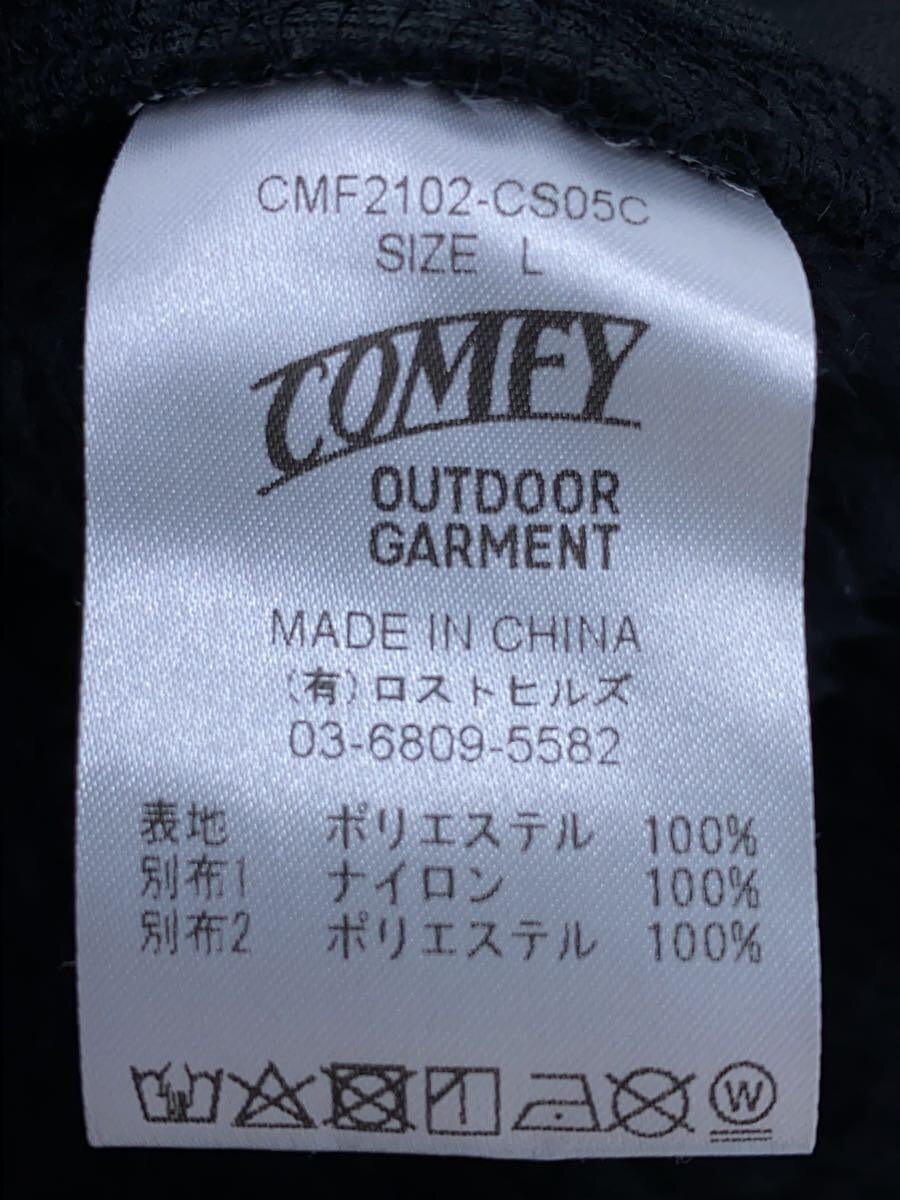 CMF2102-CS05C
SIZE L
COMFY
OUTDOOR
GARMENT
MADE IN CHINA
(有)ロストヒルズ
03-6809-5582
表地 ポリエステル 100%
別布1 ナイロン 100%
別布2 ポリエステル 100%
W